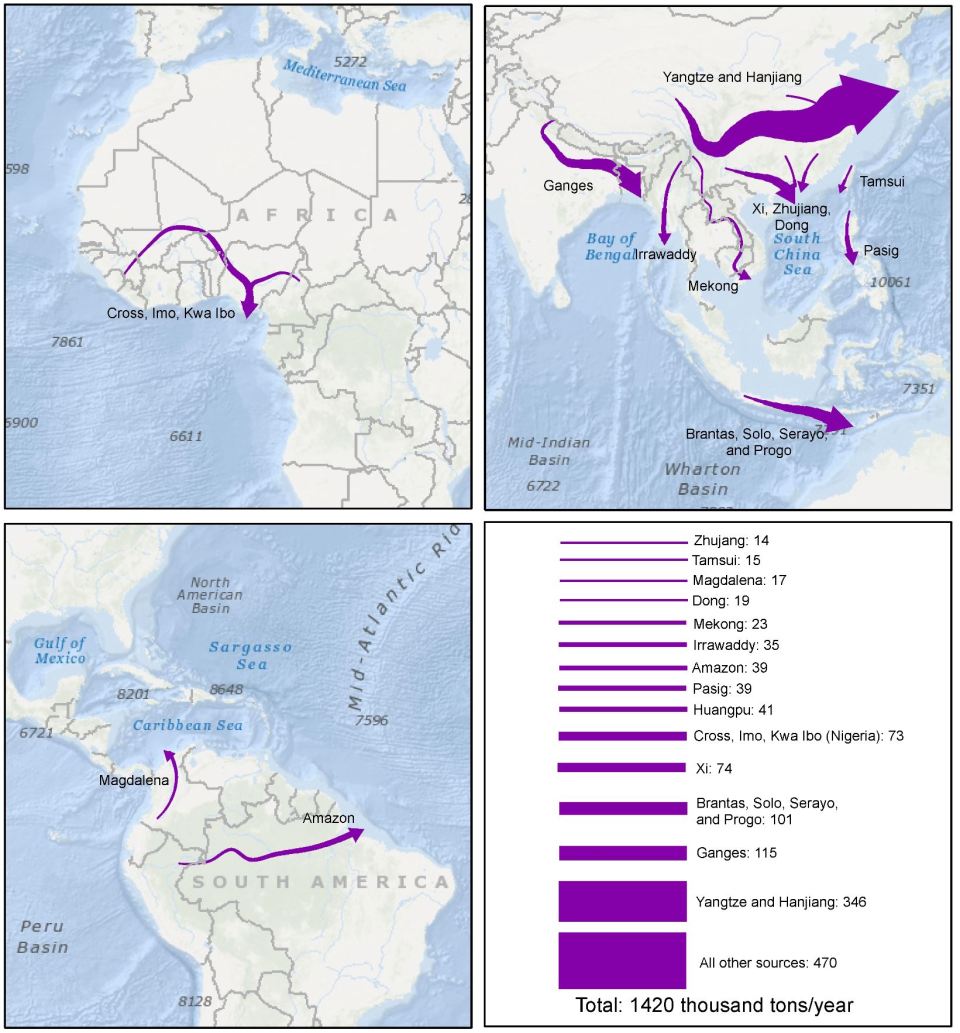 5272
Mediterranean Sea
598
28
AFRICA
Cross, Imo, Kwa Ibo
7861
6900
6611
Yangtze and Hanjiang
Ganges
Tamsui
Xi, Zhujiang,
Dong
Bay of
Bengal
Irrawaddy
South
China
Sea
Pasig
Mekong
10061
7351
Brantas, Solo, Serayo,
and Progo
Mid-Indian
Basin
6722
Wharton
Basin
North
American
Basin
Mid-Atlantic Rid
Gulf of
Mexico
Sargasso
Sea
8201
8648
6721
Caribbean Sea
7596
Magdalena
Amazon
SOUTH AMERICA
Peru
Basin
8128
Zhujang: 14
Tamsui: 15
Magdalena: 17
Dong: 19
Mekong: 23
Irrawaddy: 35
Amazon: 39
Pasig: 39
Huangpu: 41
Cross, Imo, Kwa Ibo (Nigeria): 73
Xi: 74
Brantas, Solo, Serayo,
and Progo: 101
Ganges: 115
Yangtze and Hanjiang: 346
All other sources: 470
Total: 1420 thousand tons/year